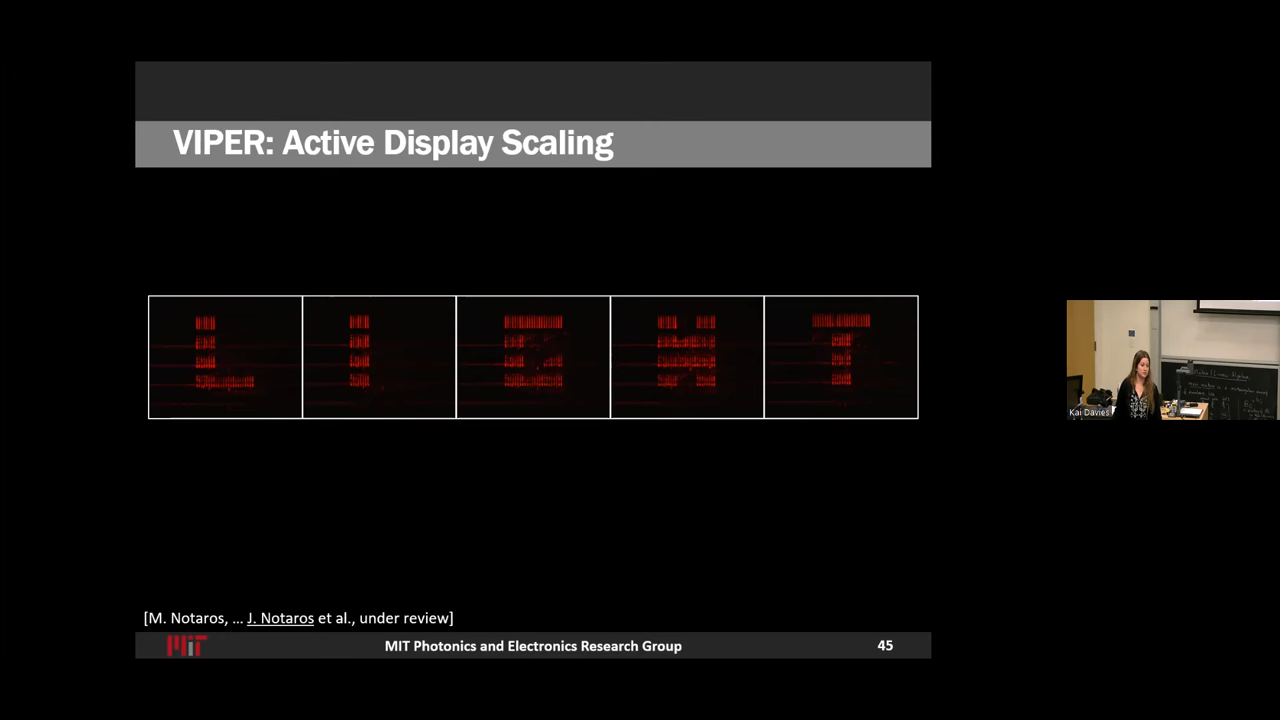 VIPER: Active Display Scaling
L I G H T
[M. Notaros, ... J. Notaros et al., under review]
MIT
MIT Photonics and Electronics Research Group
45
Kai Davies